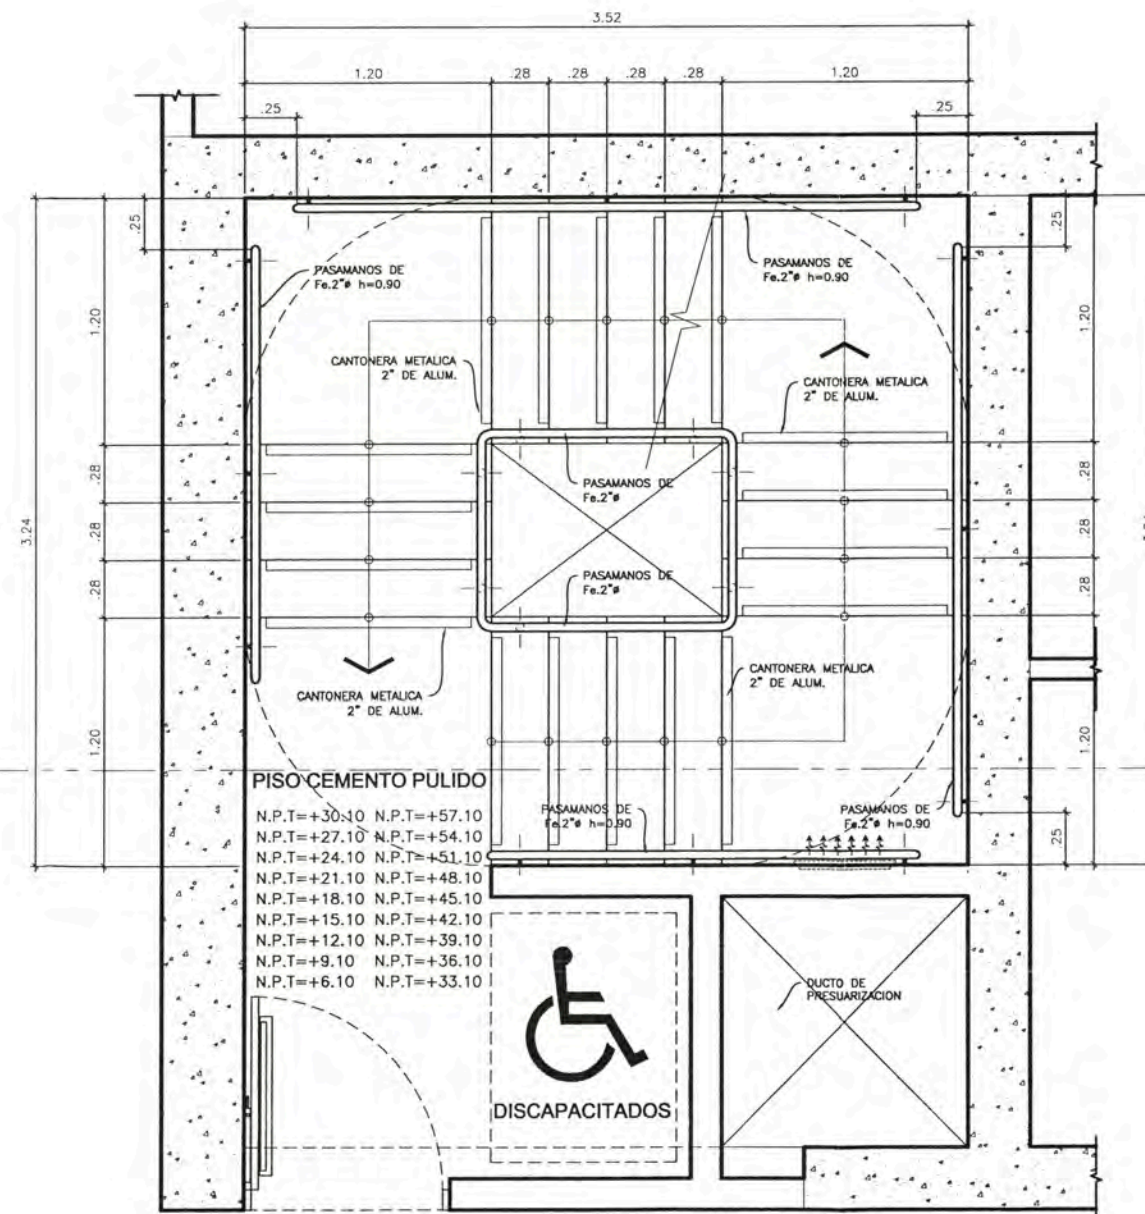 3.52
1.20 .28 .28 .28 .28 1.20
.25 .25
.25 .25
PASAMANOS DE
Fe.2"ø h=0.90
PASAMANOS DE
Fe.2"ø h=0.90
1.20
1.20
CANTONERA METALICA
2" DE ALUM.
CANTONERA METALICA
2" DE ALUM.
PASAMANOS DE
Fe.2"ø
.28
.28
.28
.28
.28
.28
3.24
PASAMANOS DE
Fe.2"ø
CANTONERA METALICA
2" DE ALUM.
CANTONERA METALICA
2" DE ALUM.
1.20
1.20
PISO CEMENTO PULIDO
N.P.T=+30.10 N.P.T=+57.10
N.P.T=+27.10 N.P.T=+54.10
N.P.T=+24.10 N.P.T=+51.10
N.P.T=+21.10 N.P.T=+48.10
N.P.T=+18.10 N.P.T=+45.10
N.P.T=+15.10 N.P.T=+42.10
N.P.T=+12.10 N.P.T=+39.10
N.P.T=+9.10 N.P.T=+36.10
N.P.T=+6.10 N.P.T=+33.10
PASAMANOS DE
Fe.2"ø h=0.90
PASAMANOS DE
Fe.2"ø h=0.90
.25
DUCTO DE
PRESUARIZACION
DISCAPACITADOS